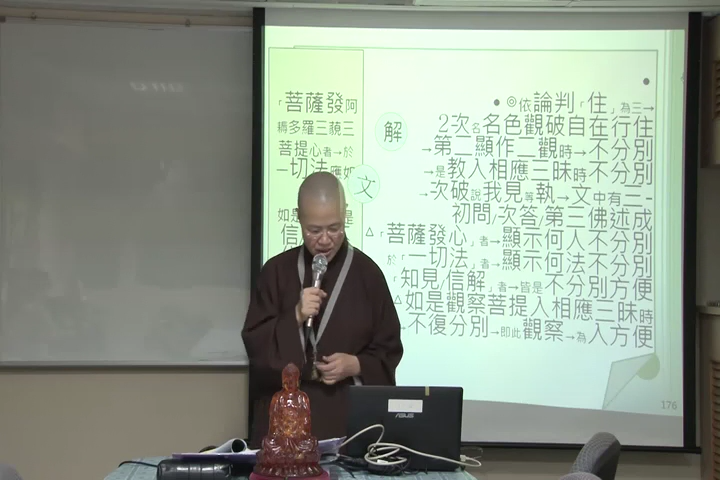 ◎依論判「住」為三→
2次名名色觀破自在行住
→第二顯作二觀時→不分別
→是教入相應三昧時不分別
→次破說我見等執→文中有三-
初問/次答/第三佛述成
△「菩薩發心」者→顯示何人不分別
於「一切法」者→顯示何法不分別
「知見/信解」者→皆是不分別方便
△如是觀察菩提入相應三昧時
不復分別→即此觀察→為入方便
解
文
「菩薩發阿
耨多羅三藐三
菩提心者→於
一切法應如
如是
是
信
176
ASUS